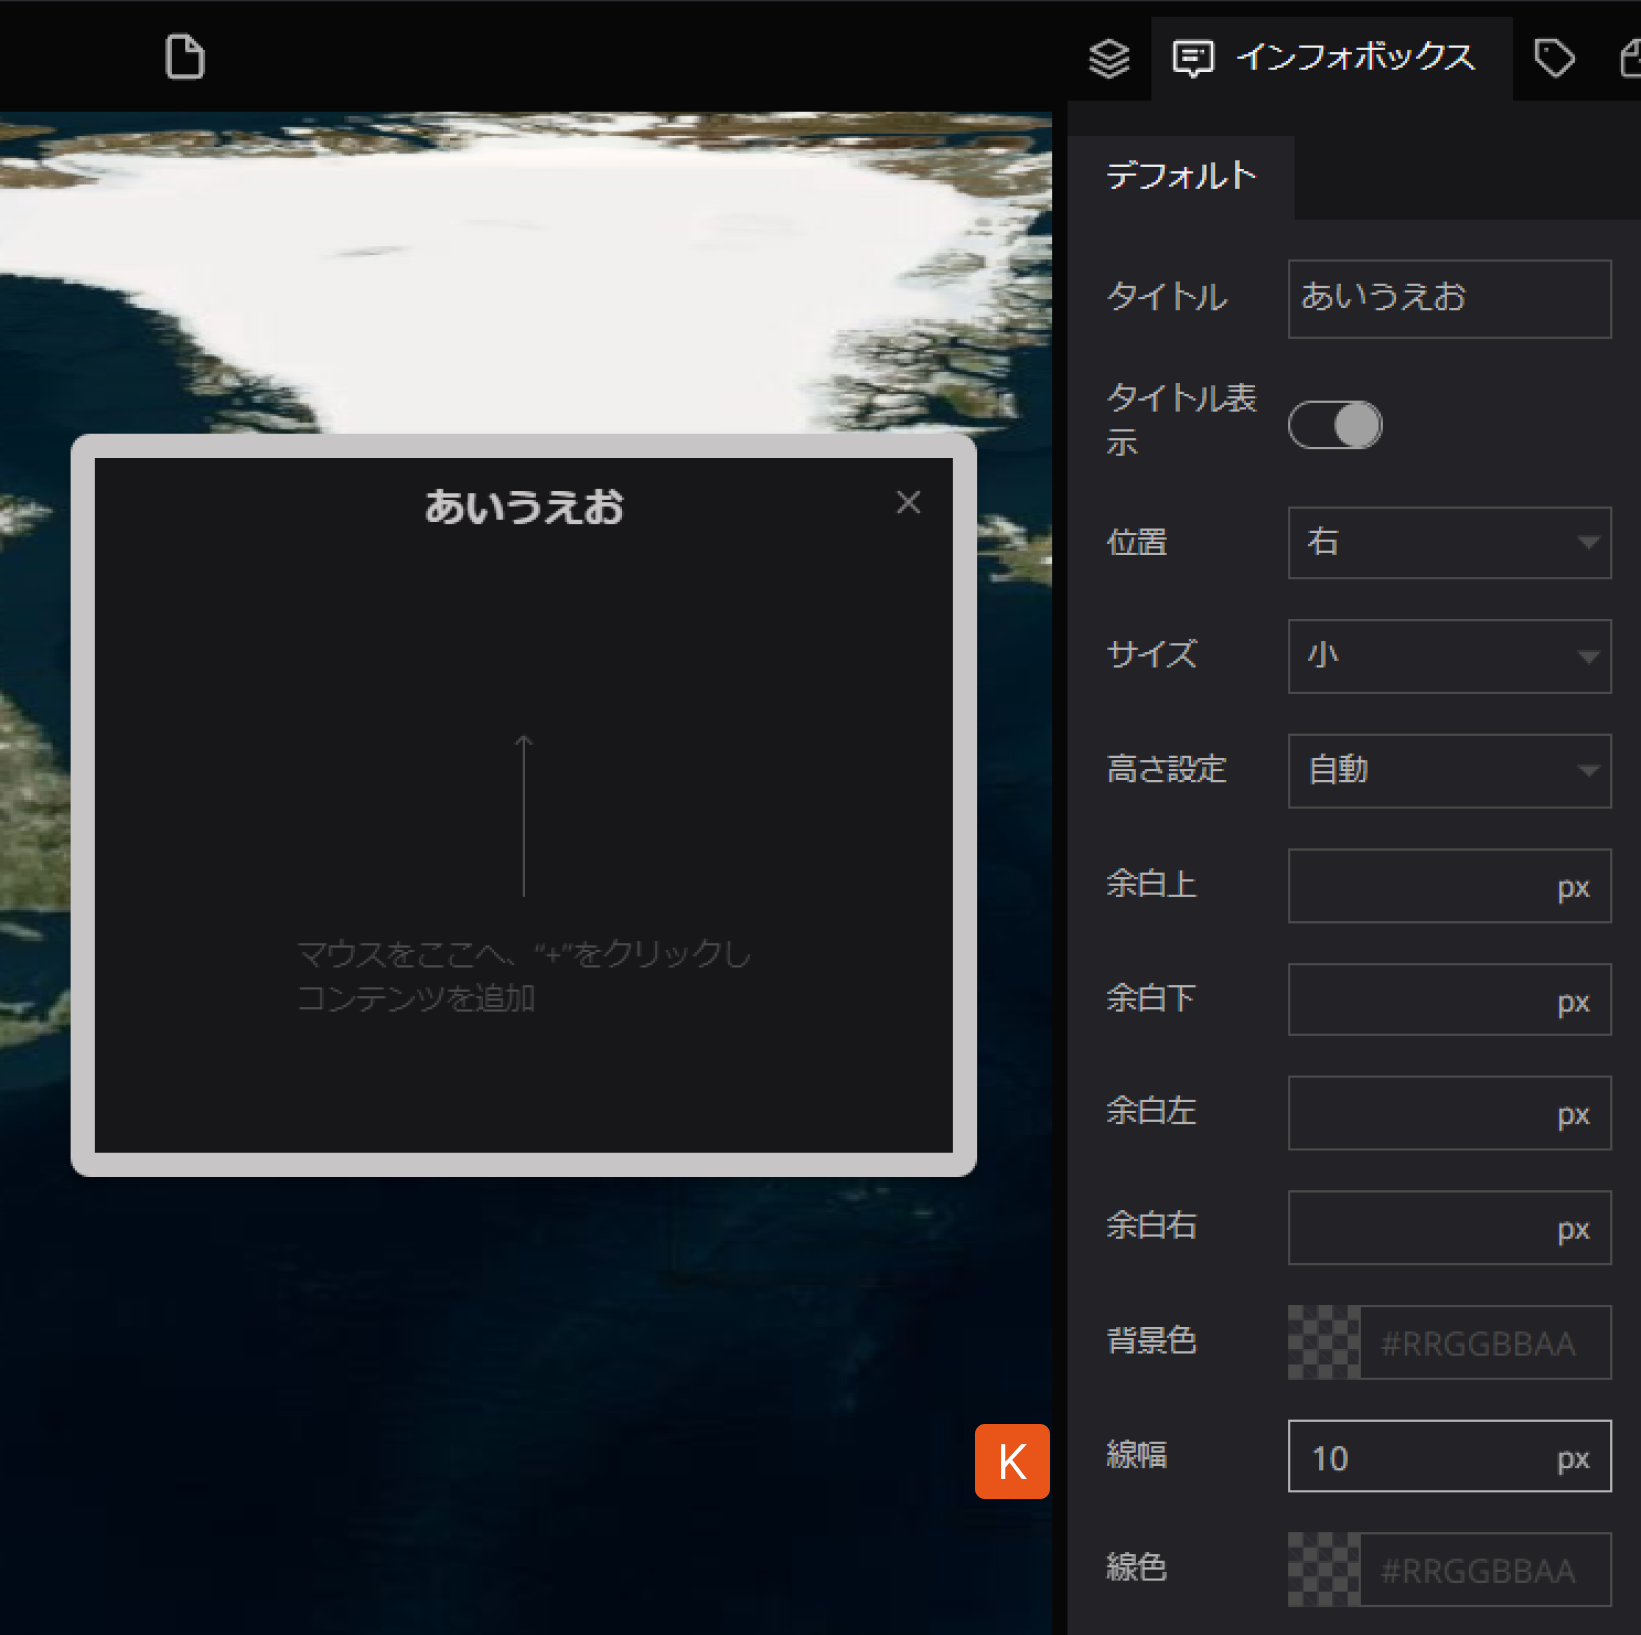 インフォボックス
デフォルト
タイトル あいうえお
タイトル表
示
位置 右
サイズ 小
高さ設定 自動
余白上 px
余白下 px
余白左 px
余白右 px
背景色 #RRGGBBAA
線幅 10 px
線色 #RRGGBBAA
あいうえお
マウスをここへ、“+”をクリックし
コンテンツを追加
K